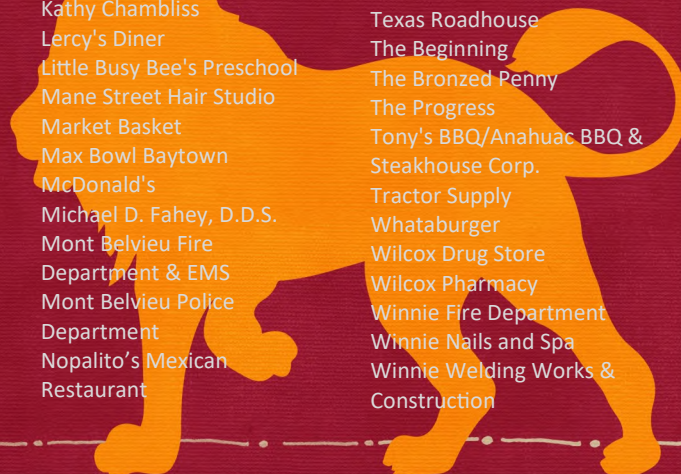 Kathy Chambliss
Lercy's Diner
Little Busy Bee's Preschool
Mane Street Hair Studio
Market Basket
Max Bowl Baytown
McDonald's
Michael D. Fahey, D.D.S.
Mont Belvieu Fire
Department & EMS
Mont Belvieu Police
Department
Nopalito’s Mexican
Restaurant
Texas Roadhouse
The Beginning
The Bronzed Penny
The Progress
Tony's BBQ/Anahuac BBQ &
Steakhouse Corp.
Tractor Supply
Whataburger
Wilcox Drug Store
Wilcox Pharmacy
Winnie Fire Department
Winnie Nails and Spa
Winnie Welding Works &
Construction